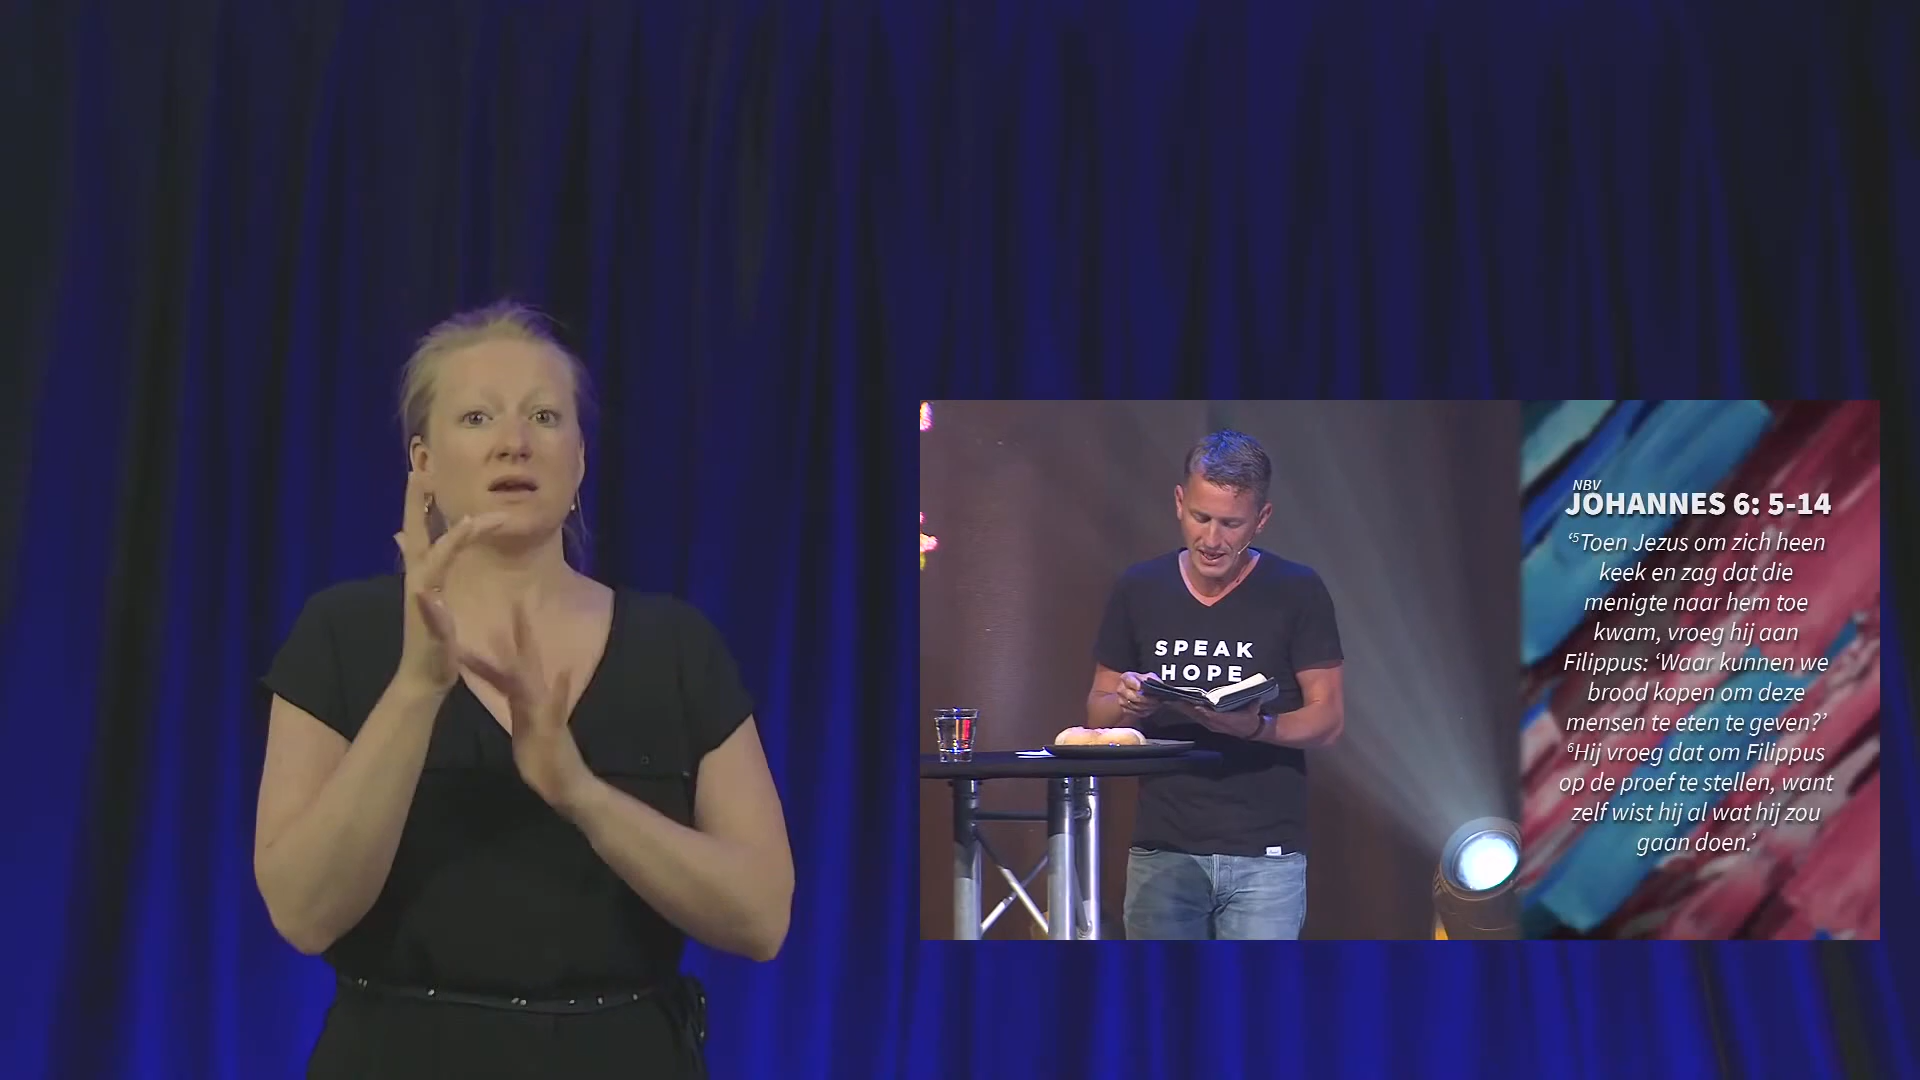 SPEAK
HOPE
NBV
JOHANNES 6: 5-14
‘⁵Toen Jezus om zich heen
keek en zag dat die
menigte naar hem toe
kwam, vroeg hij aan
Filippus: ‘Waar kunnen we
brood kopen om deze
mensen te eten te geven?’
⁶Hij vroeg dat om Filippus
op de proef te stellen, want
zelf wist hij al wat hij zou
gaan doen.’